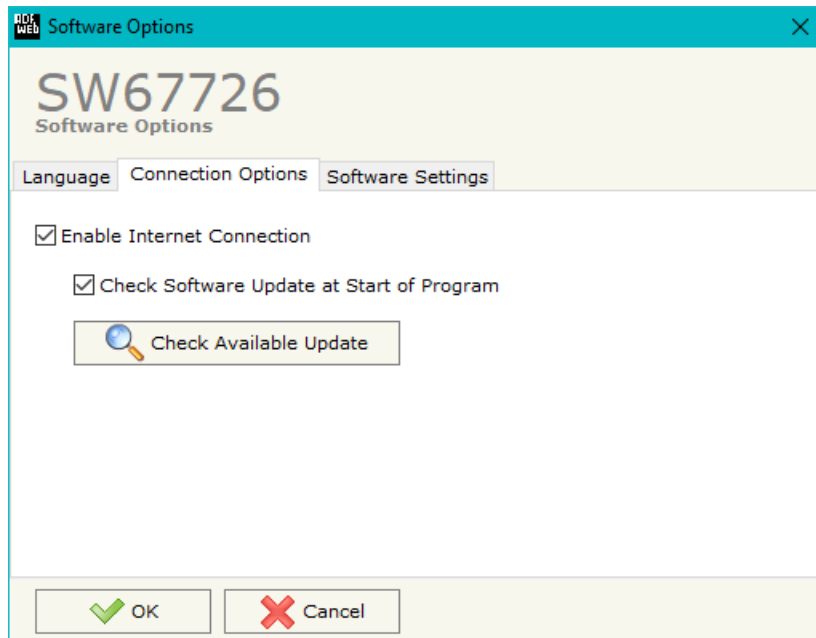 ADF
WEB
Software Options
SW67726
Software Options
Language
Connection Options
Software Settings
Enable Internet Connection
Check Software Update at Start of Program
Check Available Update
OK
Cancel